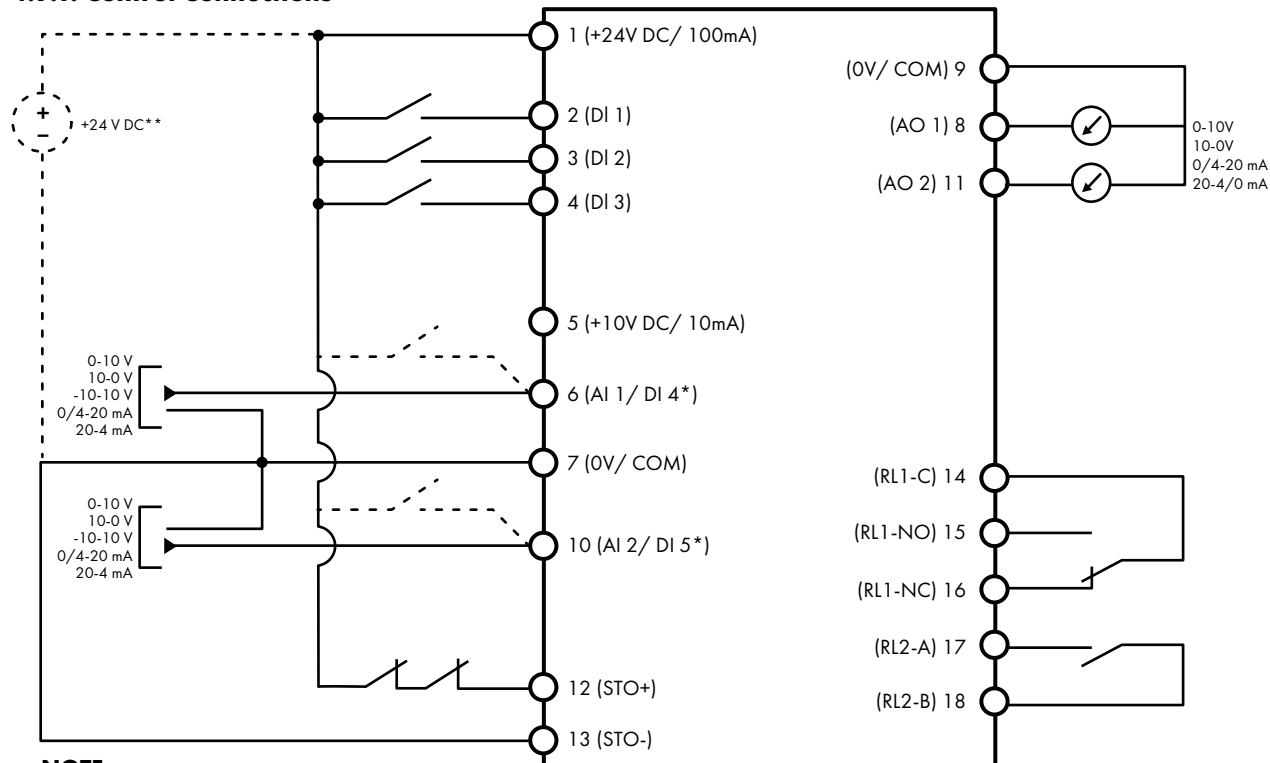 1 (+24V DC/ 100mA)
(0V/ COM) 9
+
−
+24 V DC**
2 (DI 1)
(AO 1) 8
0-10V
10-0V
0/4-20 mA
20-4/0 mA
3 (DI 2)
(AO 2) 11
4 (DI 3)
5 (+10V DC/ 10mA)
0-10 V
10-0 V
-10-10 V
0/4-20 mA
20-4 mA
6 (AI 1/ DI 4*)
7 (0V/ COM)
(RL1-C) 14
0-10 V
10-0 V
-10-10 V
0/4-20 mA
20-4 mA
10 (AI 2/ DI 5*)
(RL1-NO) 15
(RL1-NC) 16
(RL2-A) 17
12 (STO+)
(RL2-B) 18
13 (STO-)